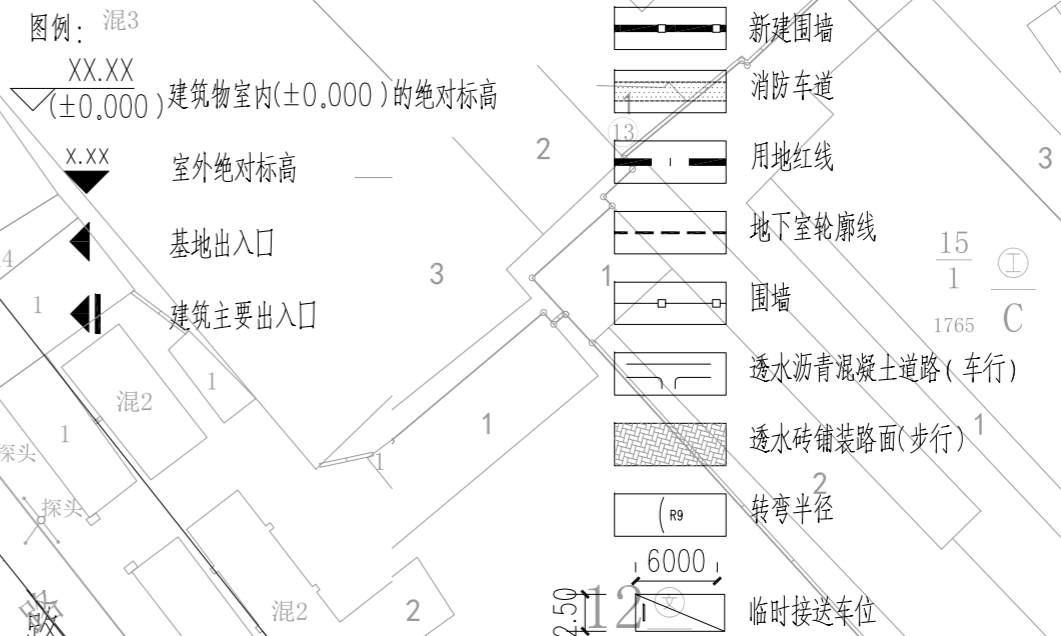 图例:
混3
XX.XX
(±0.000)
建筑物室内(±0.000)的绝对标高
X.XX
室外绝对标高
基地出入口
建筑主要出入口
新建围墙
消防车道
用地红线
地下室轮廓线
围墙
透水沥青混凝土道路(车行)
透水砖铺装路面(步行)
R9
转弯半径
6000
2.50
临时接送车位
1
13
2
3
3
1
15
1
工
1765
C
4
1
1
混2
1
1
1
1
探头
探头
2
混2
2
12
文